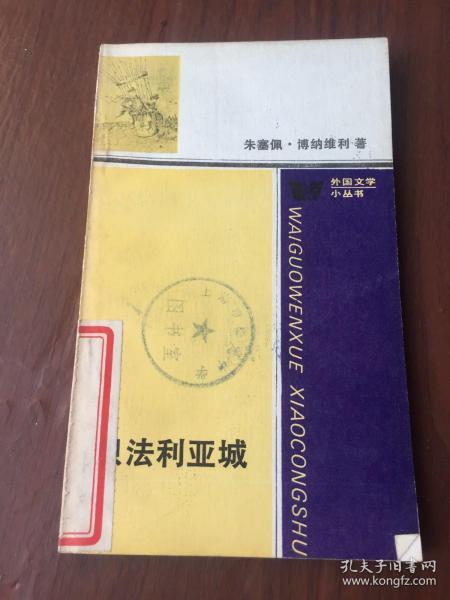 朱塞佩·博纳维利著
外国文学
小丛书
WAIGUOWENXUE XIAOCONGSHU
图书室
法利亚城
孔夫子旧书网
www.kongfz.com